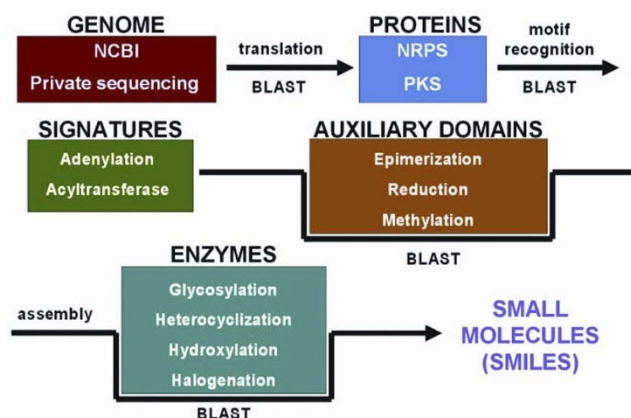 GENOME
NCBI
Private sequencing
translation
BLAST
PROTEINS
NRPS
PKS
motif
recognition
BLAST
SIGNATURES
Adenylation
Acyltransferase
AUXILIARY DOMAINS
Epimerization
Reduction
Methylation
BLAST
assembly
ENZYMES
Glycosylation
Heterocyclization
Hydroxylation
Halogenation
BLAST
SMALL
MOLECULES
(SMILES)